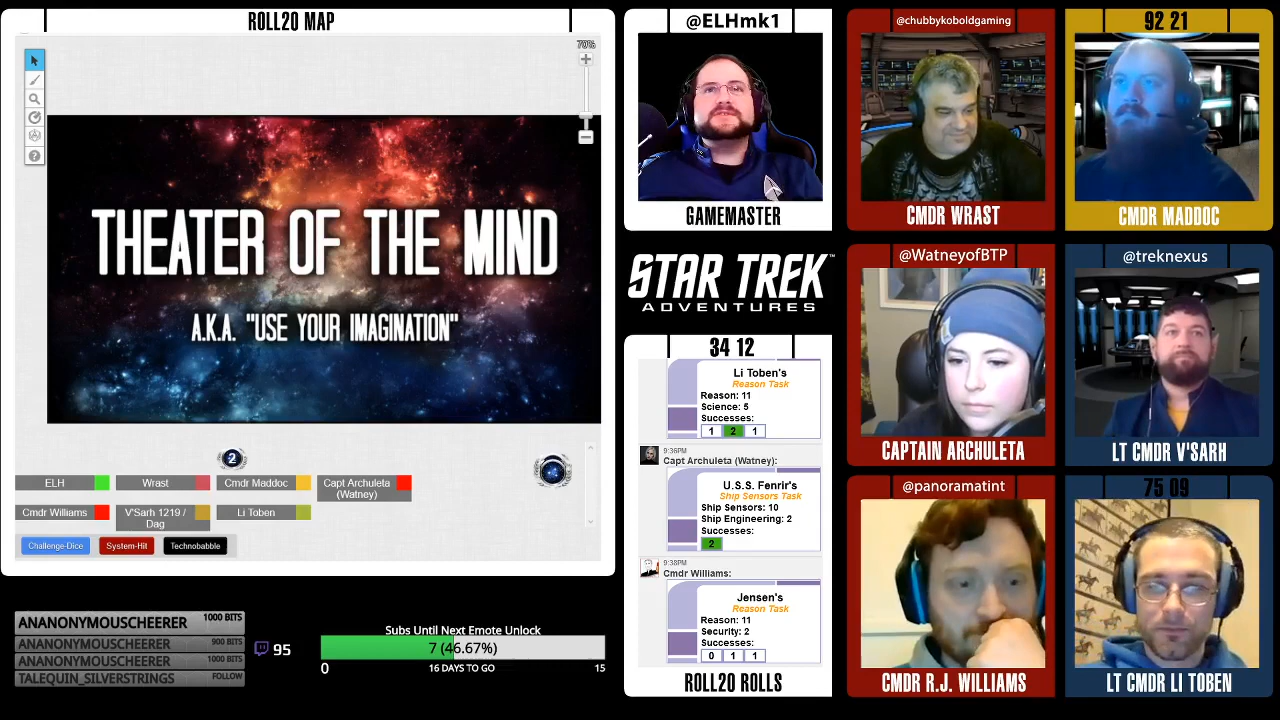 ROLL20 MAP
70%
THEATER OF THE MIND
A.K.A. "USE YOUR IMAGINATION"
2
ELH
Wrast
Cmdr Maddoc
Capt Archuleta
(Watney)
Cmdr Williams
V'Sarh 1219 /
Dag
Li Toben
Challenge-Dice
System-Hit
Technobabble
ANANONYMOUSCHEERER 1000 BITS
ANANONYMOUSCHEERER 900 BITS
ANANONYMOUSCHEERER 1000 BITS
TALEQUIN_SILVERSTRINGS FOLLOW
95
Subs Until Next Emote Unlock
7 (46.67%)
0 16 DAYS TO GO 15
@ELHmk1
GAMEMASTER
STAR TREK™
ADVENTURES
34 12
Li Toben's
Reason Task
Reason: 11
Science: 5
Successes:
1 2 1
9:36PM
Capt Archuleta (Watney):
U.S.S. Fenrir's
Ship Sensors Task
Ship Sensors: 10
Ship Engineering: 2
Successes:
2
9:38PM
Cmdr Williams:
Jensen's
Reason Task
Reason: 11
Security: 2
Successes:
0 1 1
ROLL20 ROLLS
@chubbykoboldgaming
CMDR WRAST
92 21
CMDR MADDOC
@WatneyofBTP
CAPTAIN ARCHULETA
@treknexus
LT CMDR V'SARH
@panoramatint
CMDR R.J. WILLIAMS
75 09
LT CMDR LI TOBEN